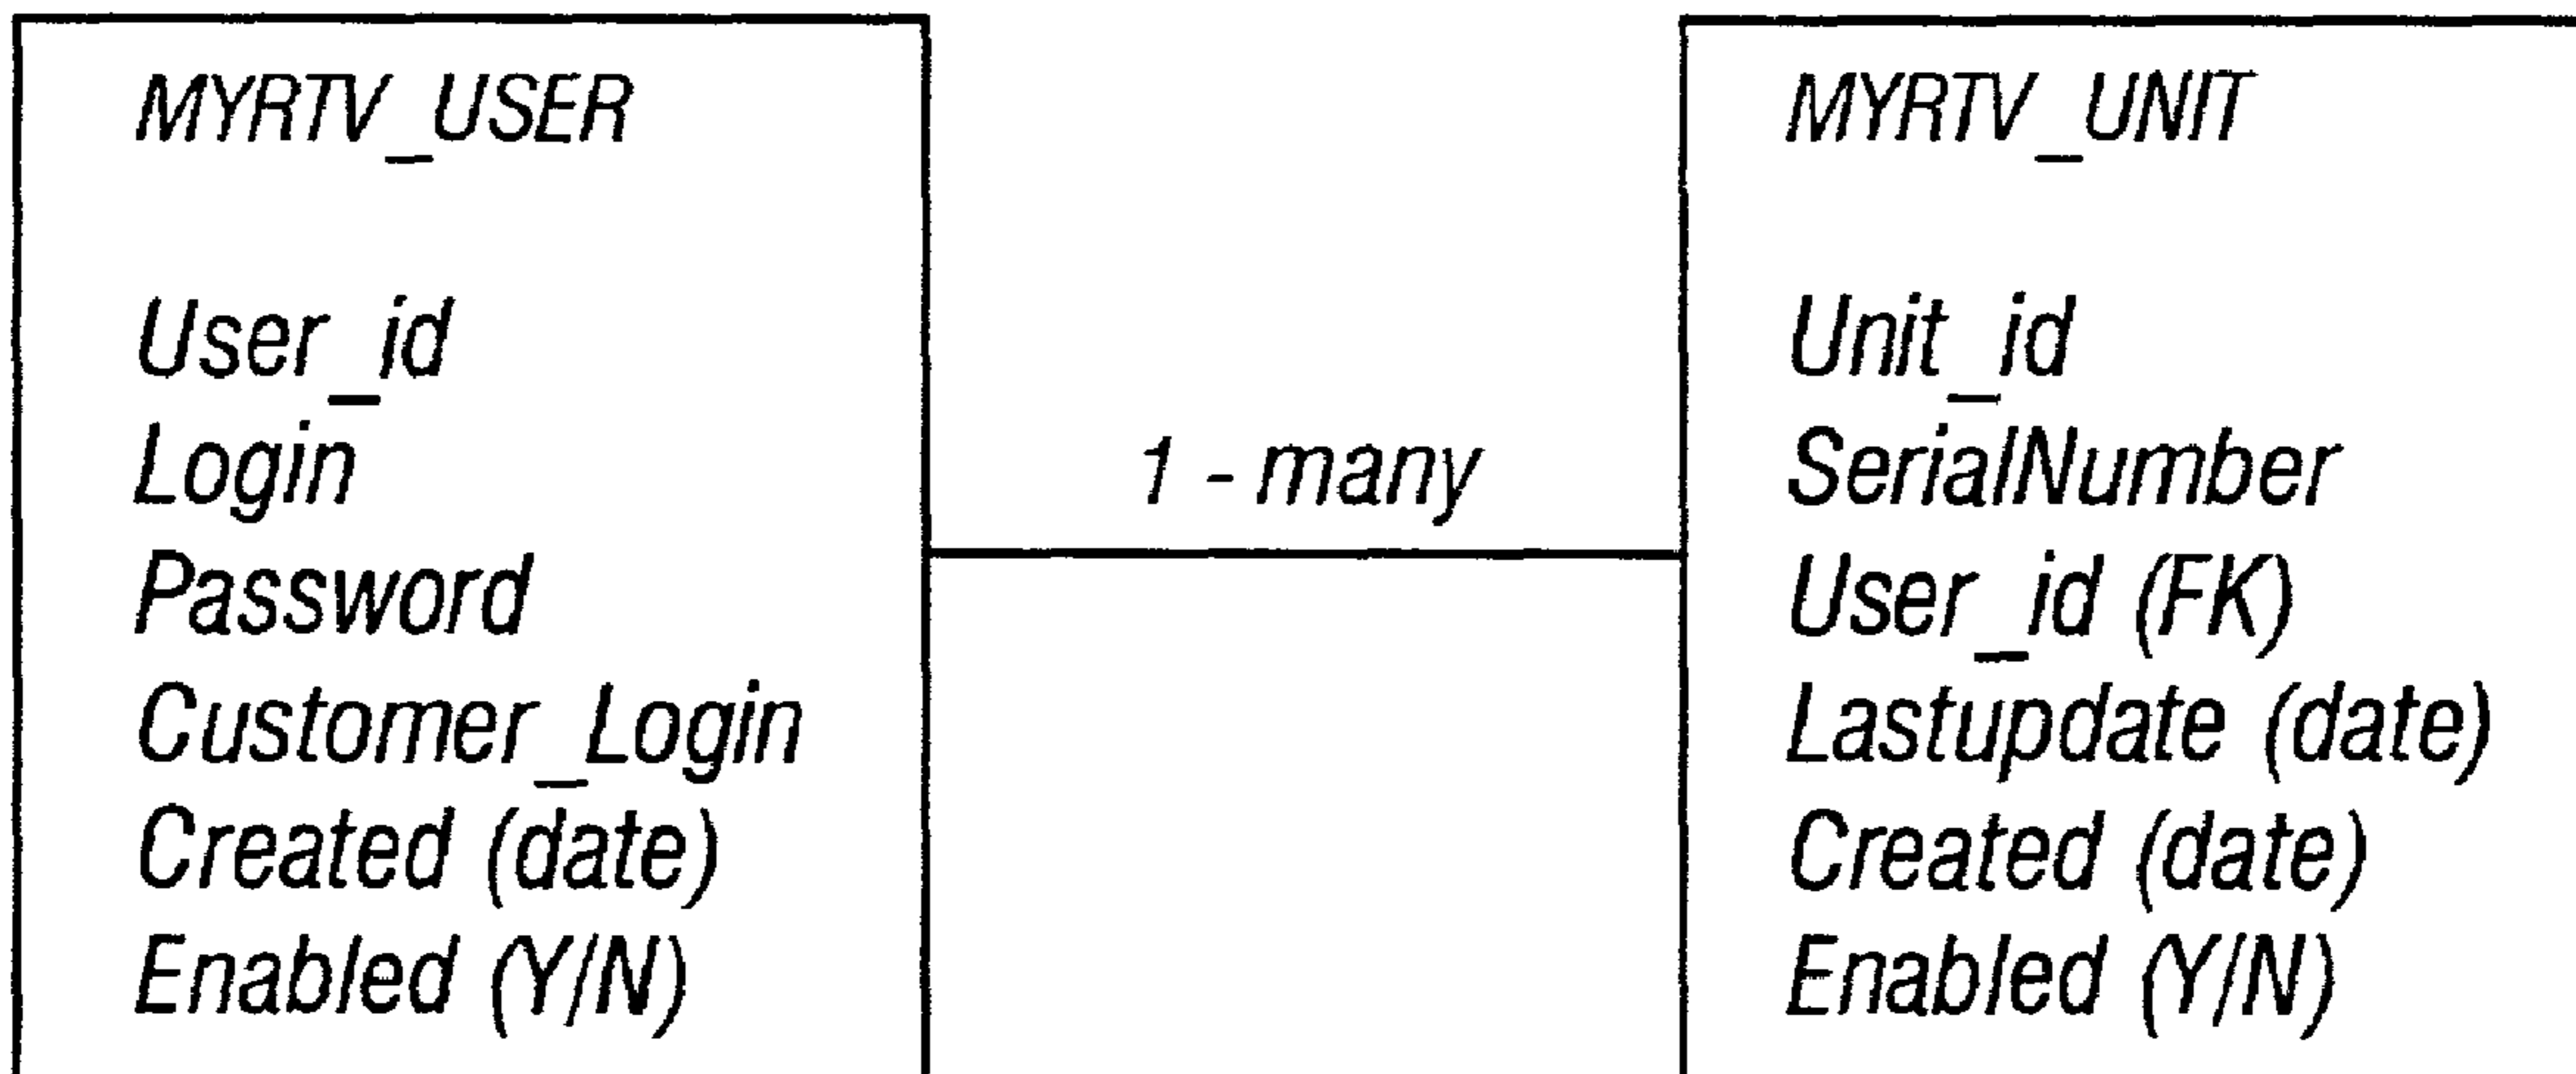 MYRTV_USER
User_id
Login
Password
Customer_Login
Created (date)
Enabled (Y/N)
1 - many
MYRTV_UNIT
Unit_id
SerialNumber
User_id (FK)
Lastupdate (date)
Created (date)
Enabled (Y/N)